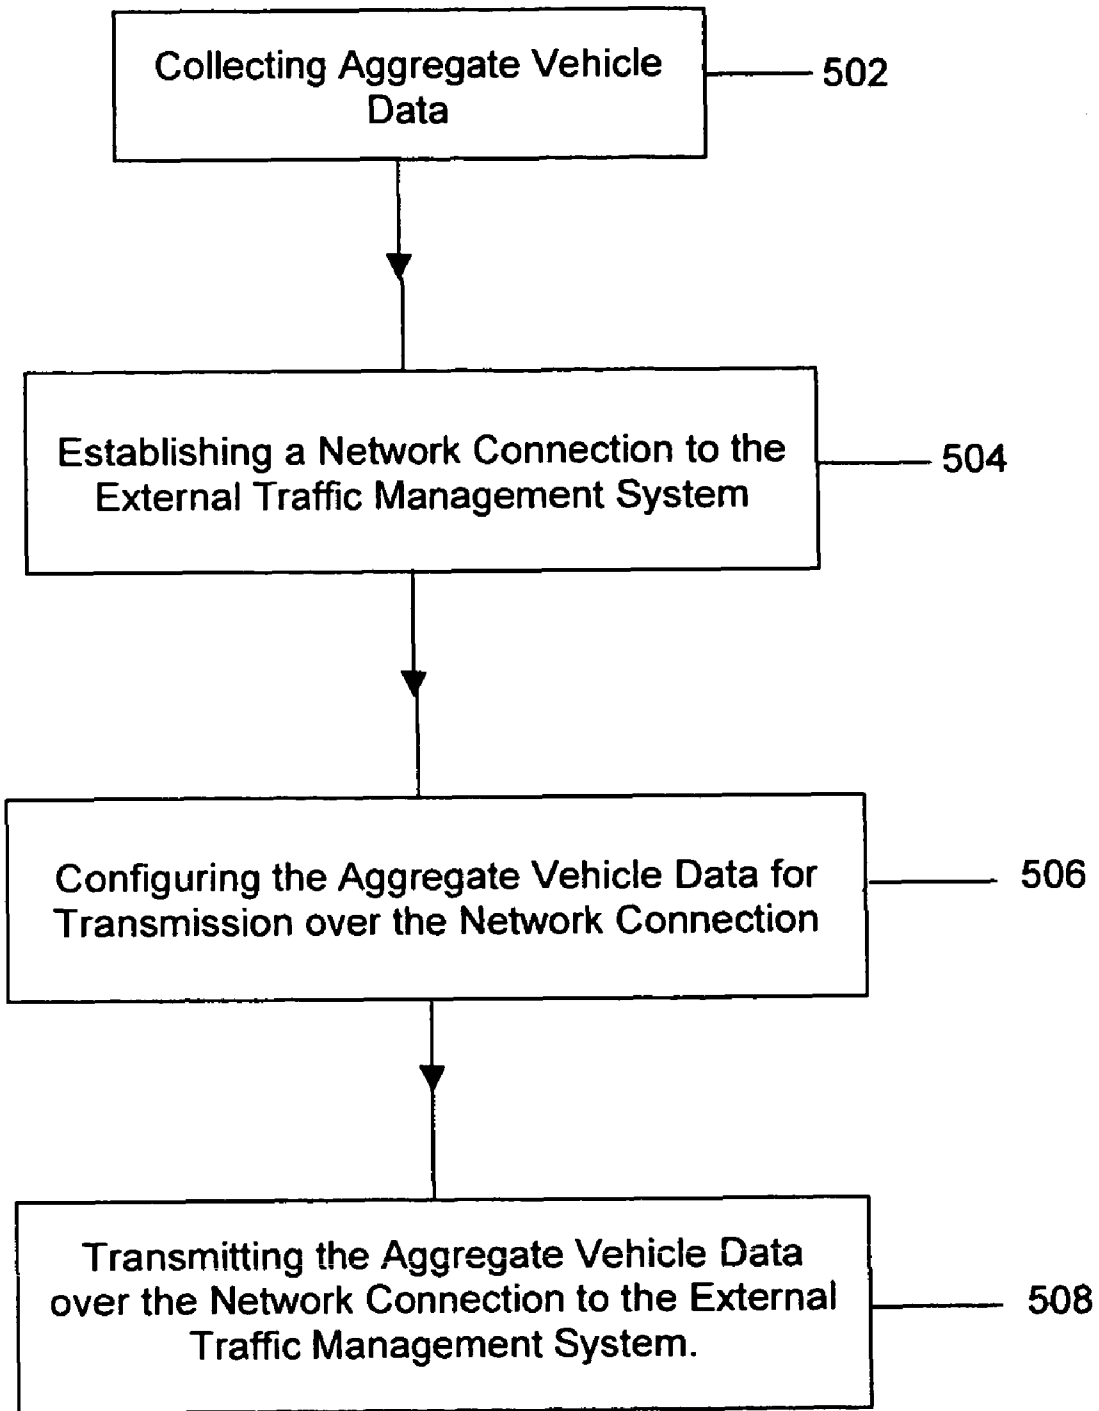 Collecting Aggregate Vehicle
Data
502
Establishing a Network Connection to the
External Traffic Management System
504
Configuring the Aggregate Vehicle Data for
Transmission over the Network Connection
506
Transmitting the Aggregate Vehicle Data
over the Network Connection to the External
Traffic Management System.
508